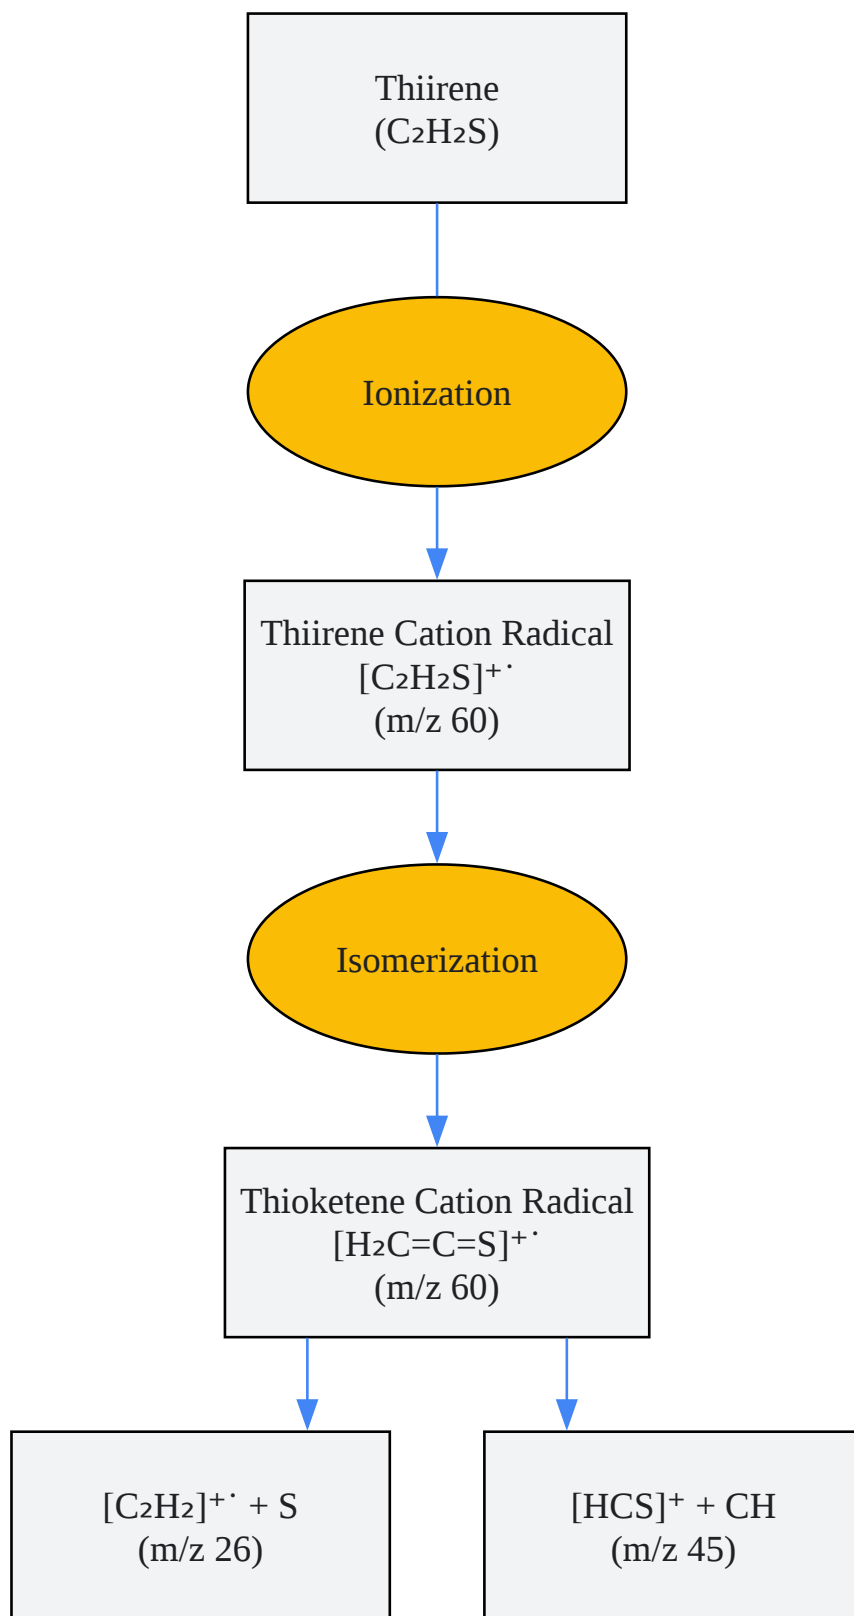 Thiirene
(C₂H₂S)
Ionization
Thiirene Cation Radical
[C₂H₂S]⁺˙
(m/z 60)
Isomerization
Thioketene Cation Radical
[H₂C=C=S]⁺˙
(m/z 60)
[C₂H₂]⁺˙ + S
(m/z 26)
[HCS]⁺ + CH
(m/z 45)